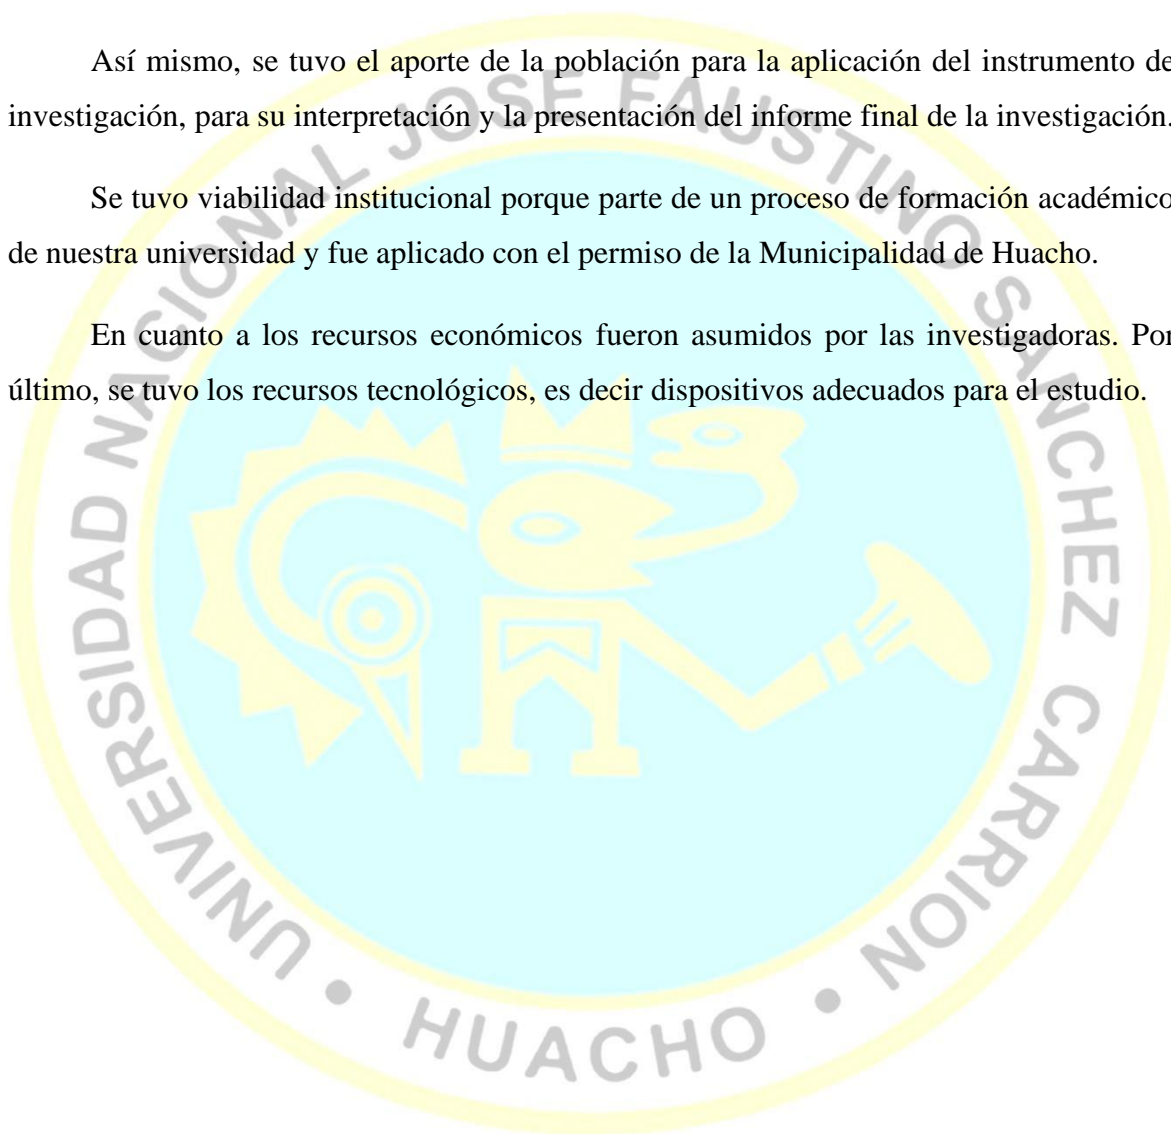 Así mismo, se tuvo el aporte de la población para la aplicación del instrumento de
investigación, para su interpretación y la presentación del informe final de la investigación.
Se tuvo viabilidad institucional porque parte de un proceso de formación académico
de nuestra universidad y fue aplicado con el permiso de la Municipalidad de Huacho.
En cuanto a los recursos económicos fueron asumidos por las investigadoras. Por
último, se tuvo los recursos tecnológicos, es decir dispositivos adecuados para el estudio.
UNIVERSIDAD NACIONAL JOSE FAUSTINO SANCHEZ CARRION
• HUACHO •